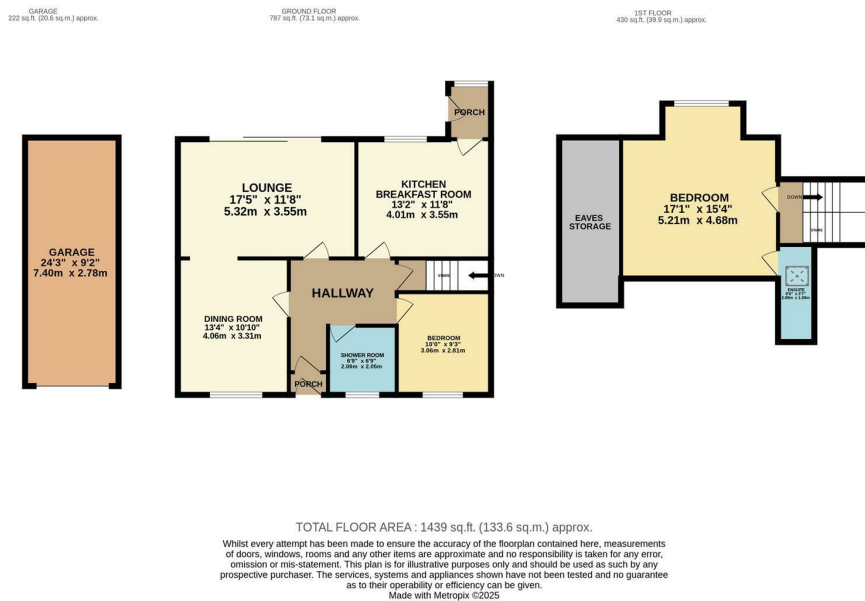 GARAGE
222 sq.ft. (20.6 sq.m.) approx.
GROUND FLOOR
787 sq.ft. (73.1 sq.m.) approx.
1ST FLOOR
430 sq.ft. (39.9 sq.m.) approx.
GARAGE
24'3" x 9'2"
7.40m x 2.78m
PORCH
LOUNGE
17'5" x 11'8"
5.32m x 3.55m
KITCHEN
BREAKFAST ROOM
13'2" x 11'8"
4.01m x 3.55m
HALLWAY
STAIRS
DOWN
DINING ROOM
13'4" x 10'10"
4.06m x 3.31m
PORCH
SHOWER ROOM
6'9" x 6'9"
2.06m x 2.05m
BEDROOM
10'0" x 9'3"
3.06m x 2.81m
EAVES
STORAGE
BEDROOM
17'1" x 15'4"
5.21m x 4.68m
DOWN
STAIRS
ENSUITE
TOTAL FLOOR AREA : 1439 sq.ft. (133.6 sq.m.) approx.
Whilst every attempt has been made to ensure the accuracy of the floorplan contained here, measurements
of doors, windows, rooms and any other items are approximate and no responsibility is taken for any error,
omission or mis-statement. This plan is for illustrative purposes only and should be used as such by any
prospective purchaser. The services, systems and appliances shown have not been tested and no guarantee
as to their operability or efficiency can be given.
Made with Metropix ©2025